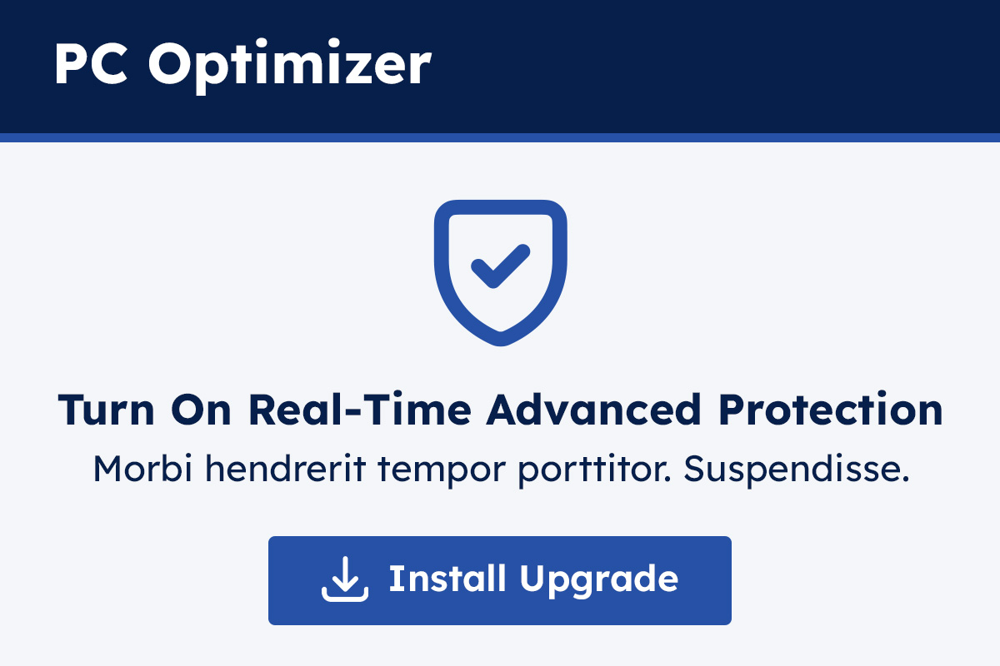 PC Optimizer
Turn On Real-Time Advanced Protection
Morbi hendrerit tempor porttitor. Suspendisse.
Install Upgrade